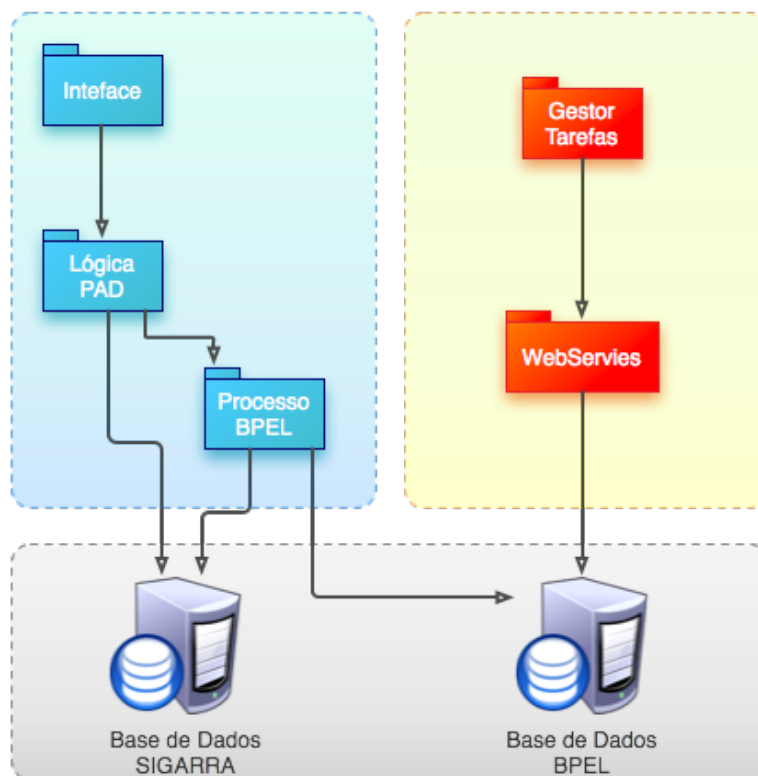 Inteface
Gestor
Tarefas
Lógica
PAD
WebServies
Processo
BPEL
Base de Dados
SIGARRA
Base de Dados
BPEL